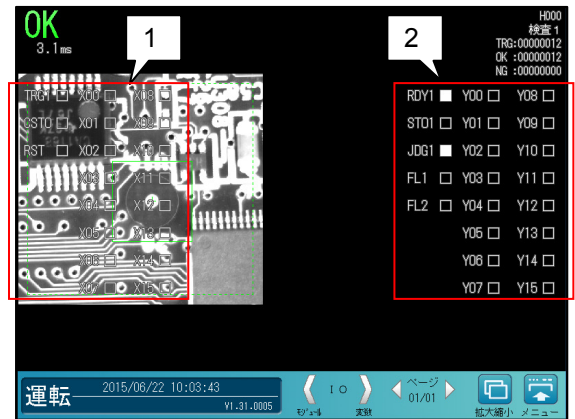 OK
3.1ms
H000
検査1
TRG:00000012
OK :00000012
NG :00000000
1
2
TRG1 X00 X08
CST0 X01 X09
RST X02 X10
X03 X11
X04 X12
X05 X13
X06 X14
X07 X15
RDY1 Y00 Y08
STO1 Y01 Y09
JDG1 Y02 Y10
FL1 Y03 Y11
FL2 Y04 Y12
Y05 Y13
Y06 Y14
Y07 Y15
運転
2015/06/22 10:03:43
V1.31.0005
モジュール
IO
変数
ページ
01/01
拡大縮小
メニュー